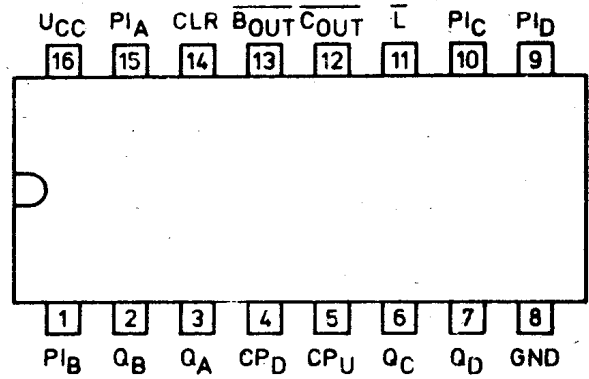 UCC PIA CLR BOUT COUT L PIC PID
16 15 14 13 12 11 10 9
1 2 3 4 5 6 7 8
PIB QB QA CPD CPU QC QD GND